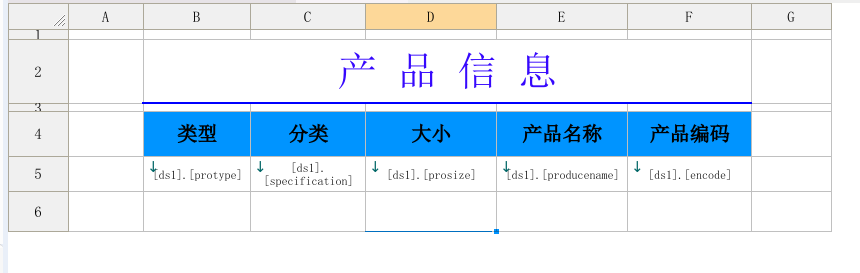 A B C D E F G
1
2 产 品 信 息
3
4 类型 分类 大小 产品名称 产品编码
5 [ds1].[protype] [ds1].[specification] [ds1].[prosize] [ds1].[producename] [ds1].[encode]
6